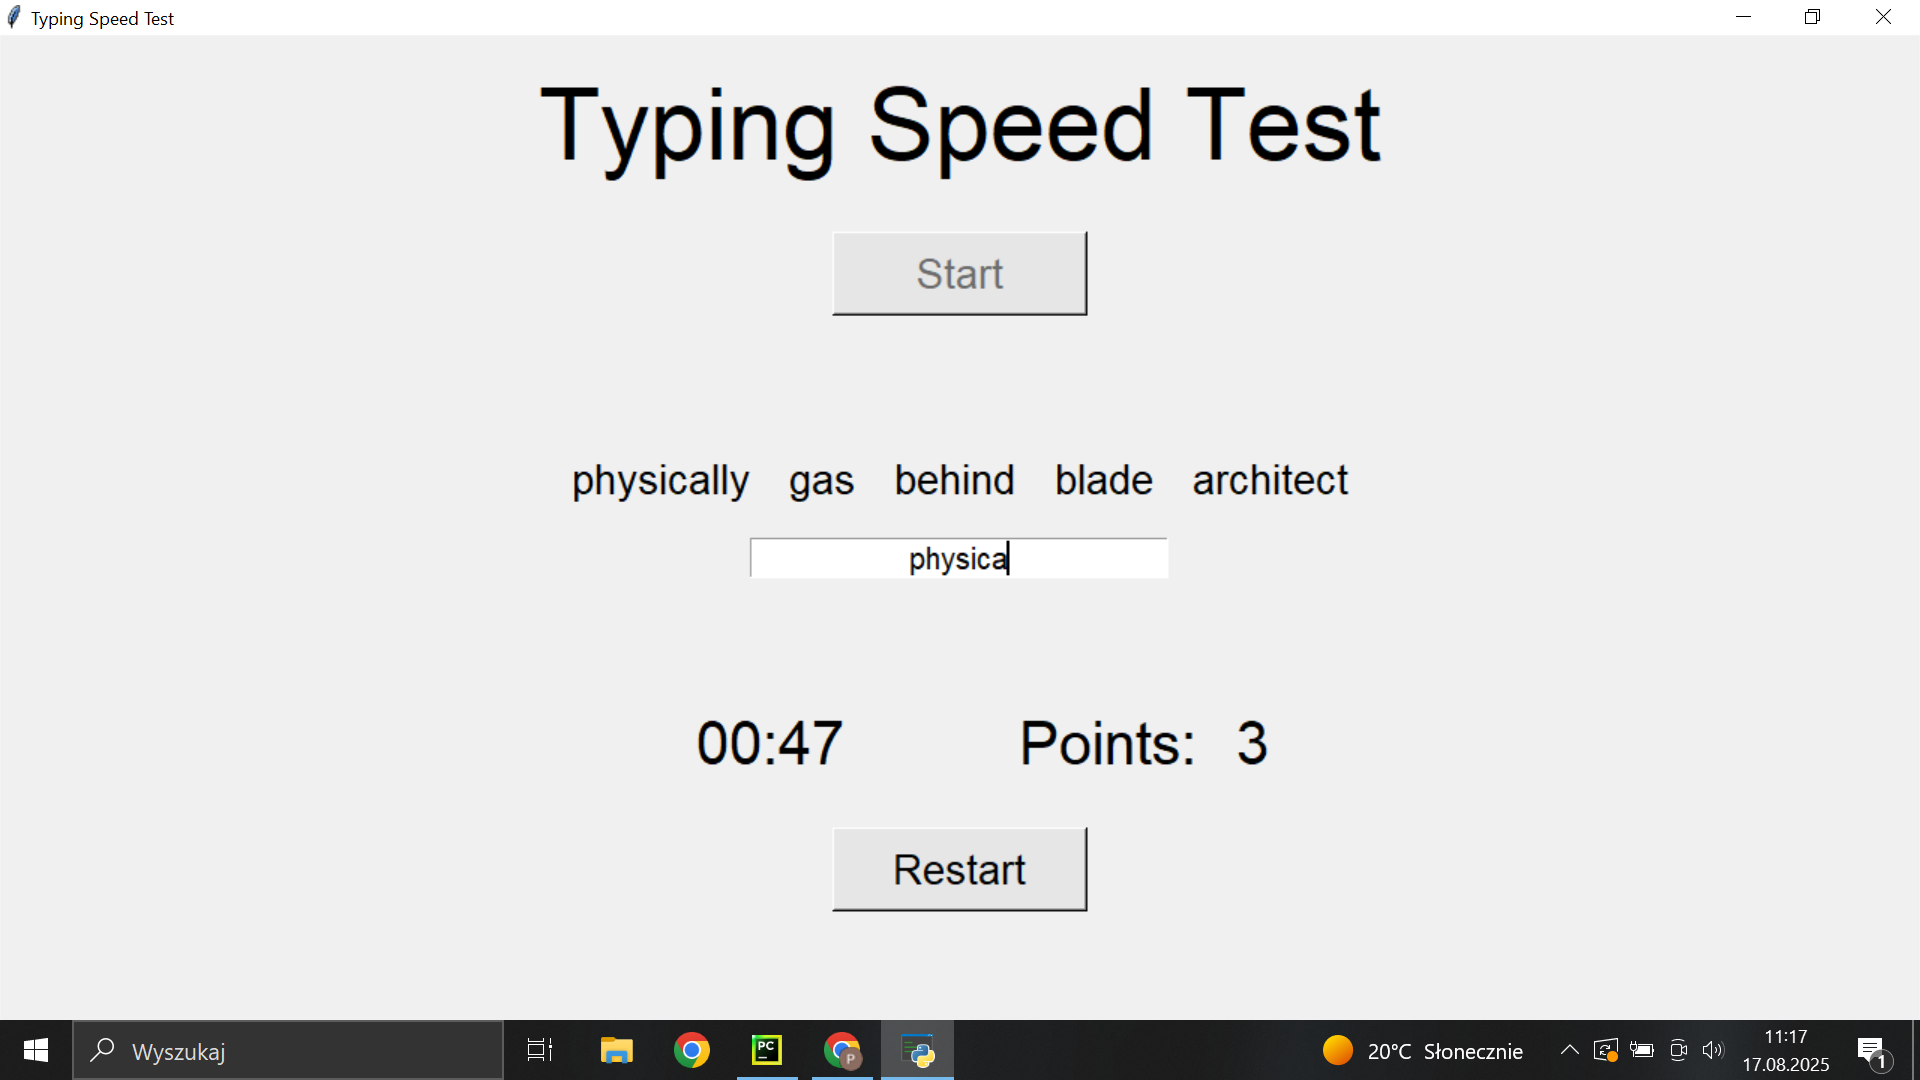 Typing Speed Test
Typing Speed Test
Start
physically gas behind blade architect
physica
00:47 Points: 3
Restart
Wyszukaj
PC
P
20°C Słonecznie
11:17
17.08.2025
1